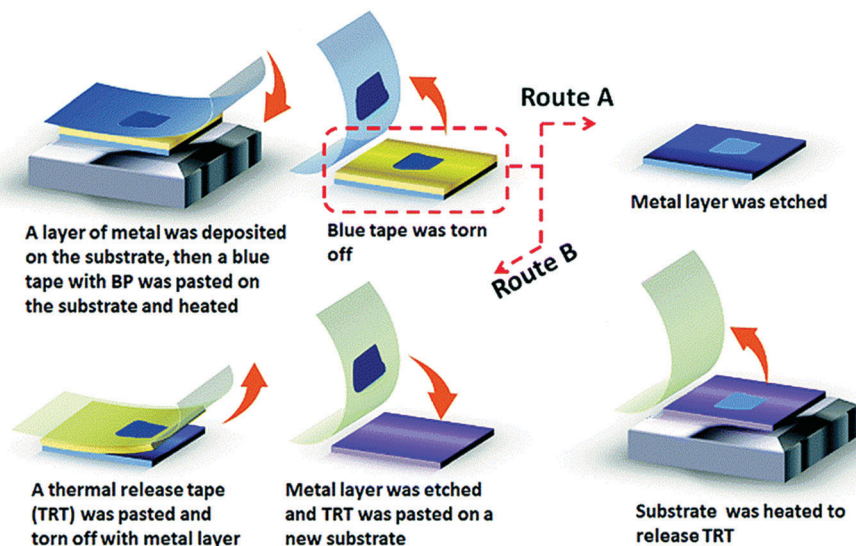 Route A
Route B
A layer of metal was deposited
on the substrate, then a blue
tape with BP was pasted on
the substrate and heated
Blue tape was torn
off
Metal layer was etched
A thermal release tape
(TRT) was pasted and
torn off with metal layer
Metal layer was etched
and TRT was pasted on a
new substrate
Substrate was heated to
release TRT